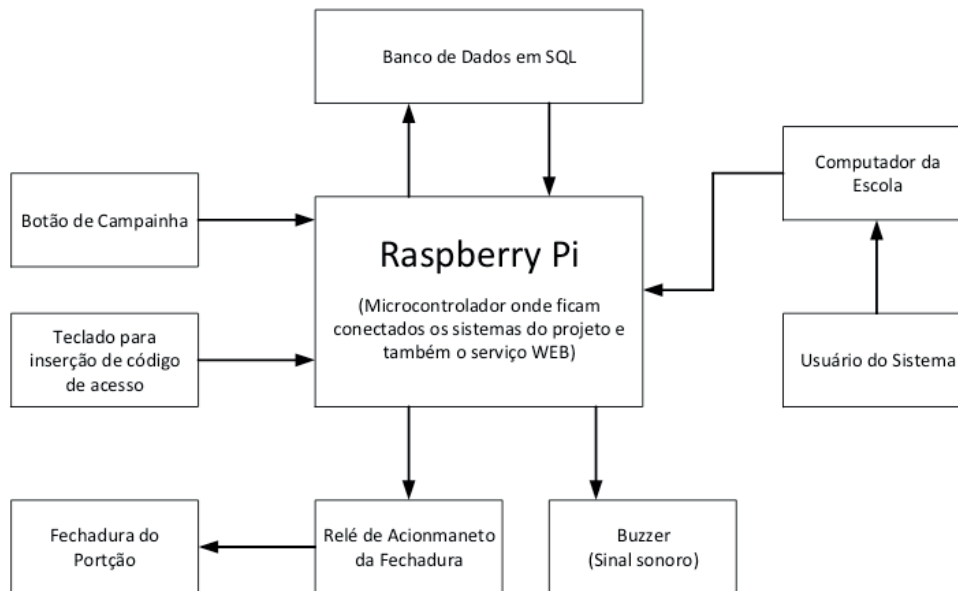 Banco de Dados em SQL
Computador da
Escola
Botão de Campainha
Raspberry Pi
(Microcontrolador onde ficam
conectados os sistemas do projeto e
também o serviço WEB)
Teclado para
inserção de código
de acesso
Usuário do Sistema
Fechadura do
Portção
Relé de Acionmaneto
da Fechadura
Buzzer
(Sinal sonoro)